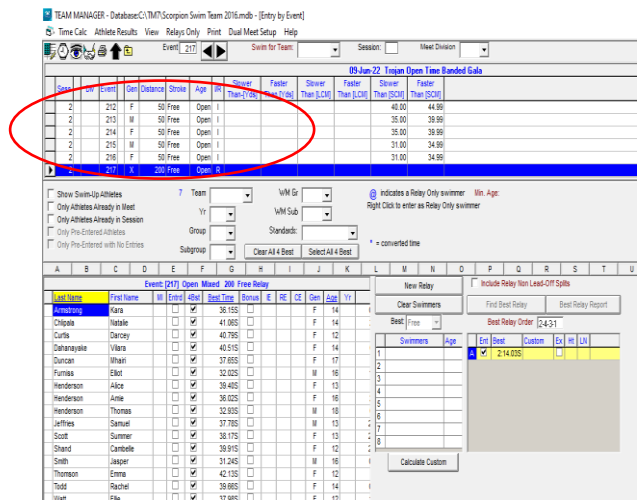 TEAM MANAGER - Database:C:\TM7\Scorpion Swim Team 2016.mdb - [Entry by Event]
Time Calc Athlete Results View Relays Only Print Dual Meet Setup Help
Event 217 Swim for Team: Session: Meet Division
09-Jun-22 Trojan Open Time Banded Gala
Sess Div Event Gen Distance Stroke Age I/R Slower Than-[Yds] Faster Than [Yds] Slower Than [LCM] Faster Than [LCM] Slower Than [SCM] Faster Than [SCM]
2 212 F 50 Free Open I 40.00 44.99
2 213 M 50 Free Open I 35.00 39.99
2 214 F 50 Free Open I 35.00 39.99
2 215 M 50 Free Open I 31.00 34.99
2 216 F 50 Free Open I 31.00 34.99
2 217 X 200 Free Open R
Show Swim-Up Athletes 7 Team WM Gr @ indicates a Relay Only swimmer Min. Age:
Only Athletes Already in Meet Yr WM Sub Right Click to enter as Relay Only swimmer
Only Athletes Already in Session
Only Pre-Entered Athletes Group Standards:
Only Pre-Entered with No Entries Subgroup Clear All 4 Best Select All 4 Best * = converted time
A B C D E F G H I J K L M N O P Q R S T U
Event: [217] Open Mixed 200 Free Relay New Relay Include Relay Non Lead-Off Splits
Last Name First Name MI Entrd 4Bst Best Time Bonus IE RE CE Gen Age Yr
Clear Swimmers Find Best Relay Best Relay Report
Best: Free Best Relay Order 2-4-3-1
Swimmers Age Ent Best Custom Ex Ht LN
1 A 2:14.03S
2
3
4
5
6
7
8
Calculate Custom
Armstrong Kara 36.15S F 14
Chlipala Natalie 41.06S F 14
Curtis Darcey 40.79S F 12
Dahanayake Vilara 40.51S F 14
Duncan Mhairi 37.65S F 17
Furniss Elliot 32.02S M 16
Henderson Alice 39.40S F 13
Henderson Amie 36.02S F 16
Henderson Thomas 32.93S M 18
Jeffries Samuel 37.78S M 13
Scott Summer 38.17S F 13
Shand Cambelle 39.91S F 12
Smith Jasper 31.24S M 16
Thomson Emma 42.13S F 12
Todd Rachel 39.66S F 14
Watt Ellie 37.98S F 12